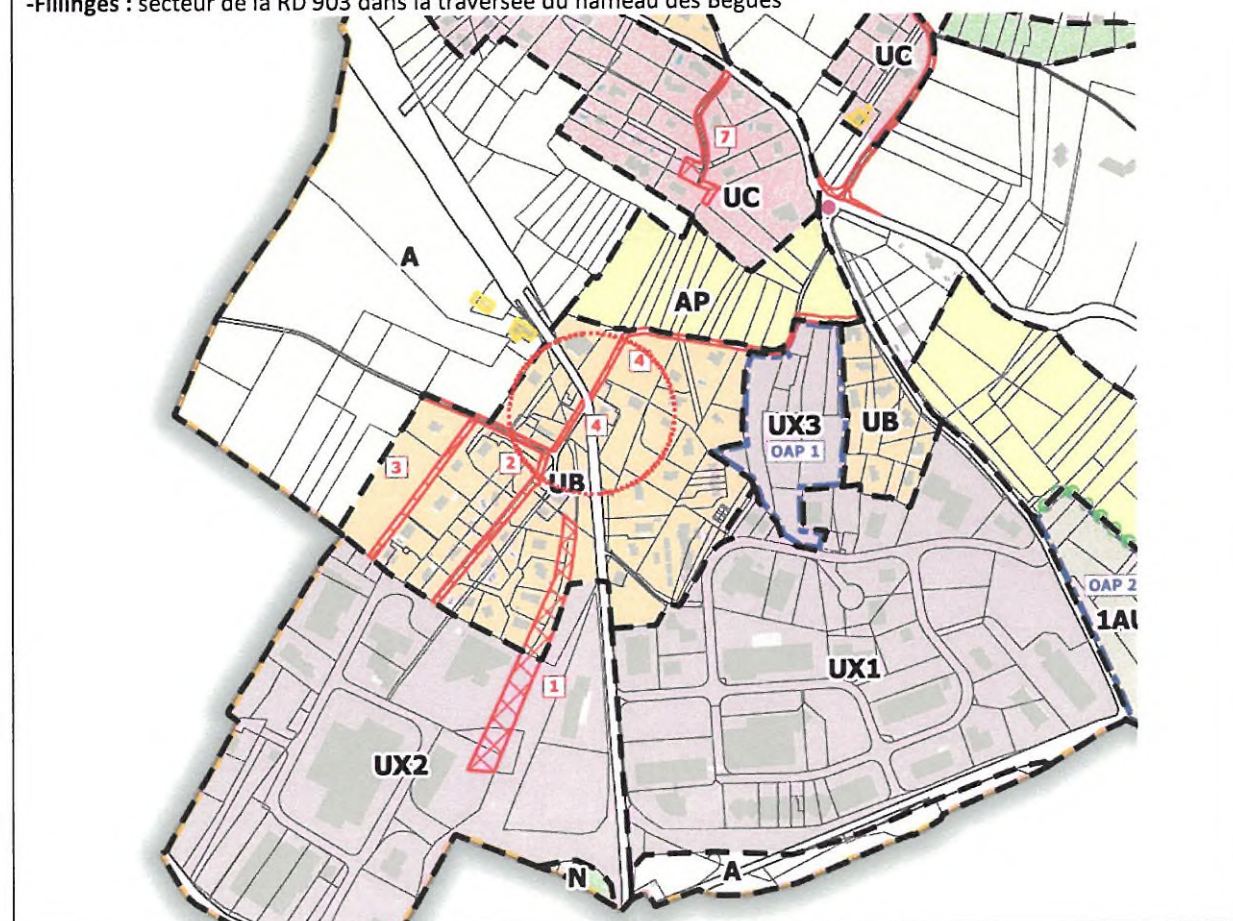 -Fillinges : secteur de la RD 903 dans la traversée du hameau des Bègues
UC
7
UC
A
AP
4
4
UX3
OAP 1
UB
3
2
UB
OAP 2
1AU
1
UX1
UX2
N
A